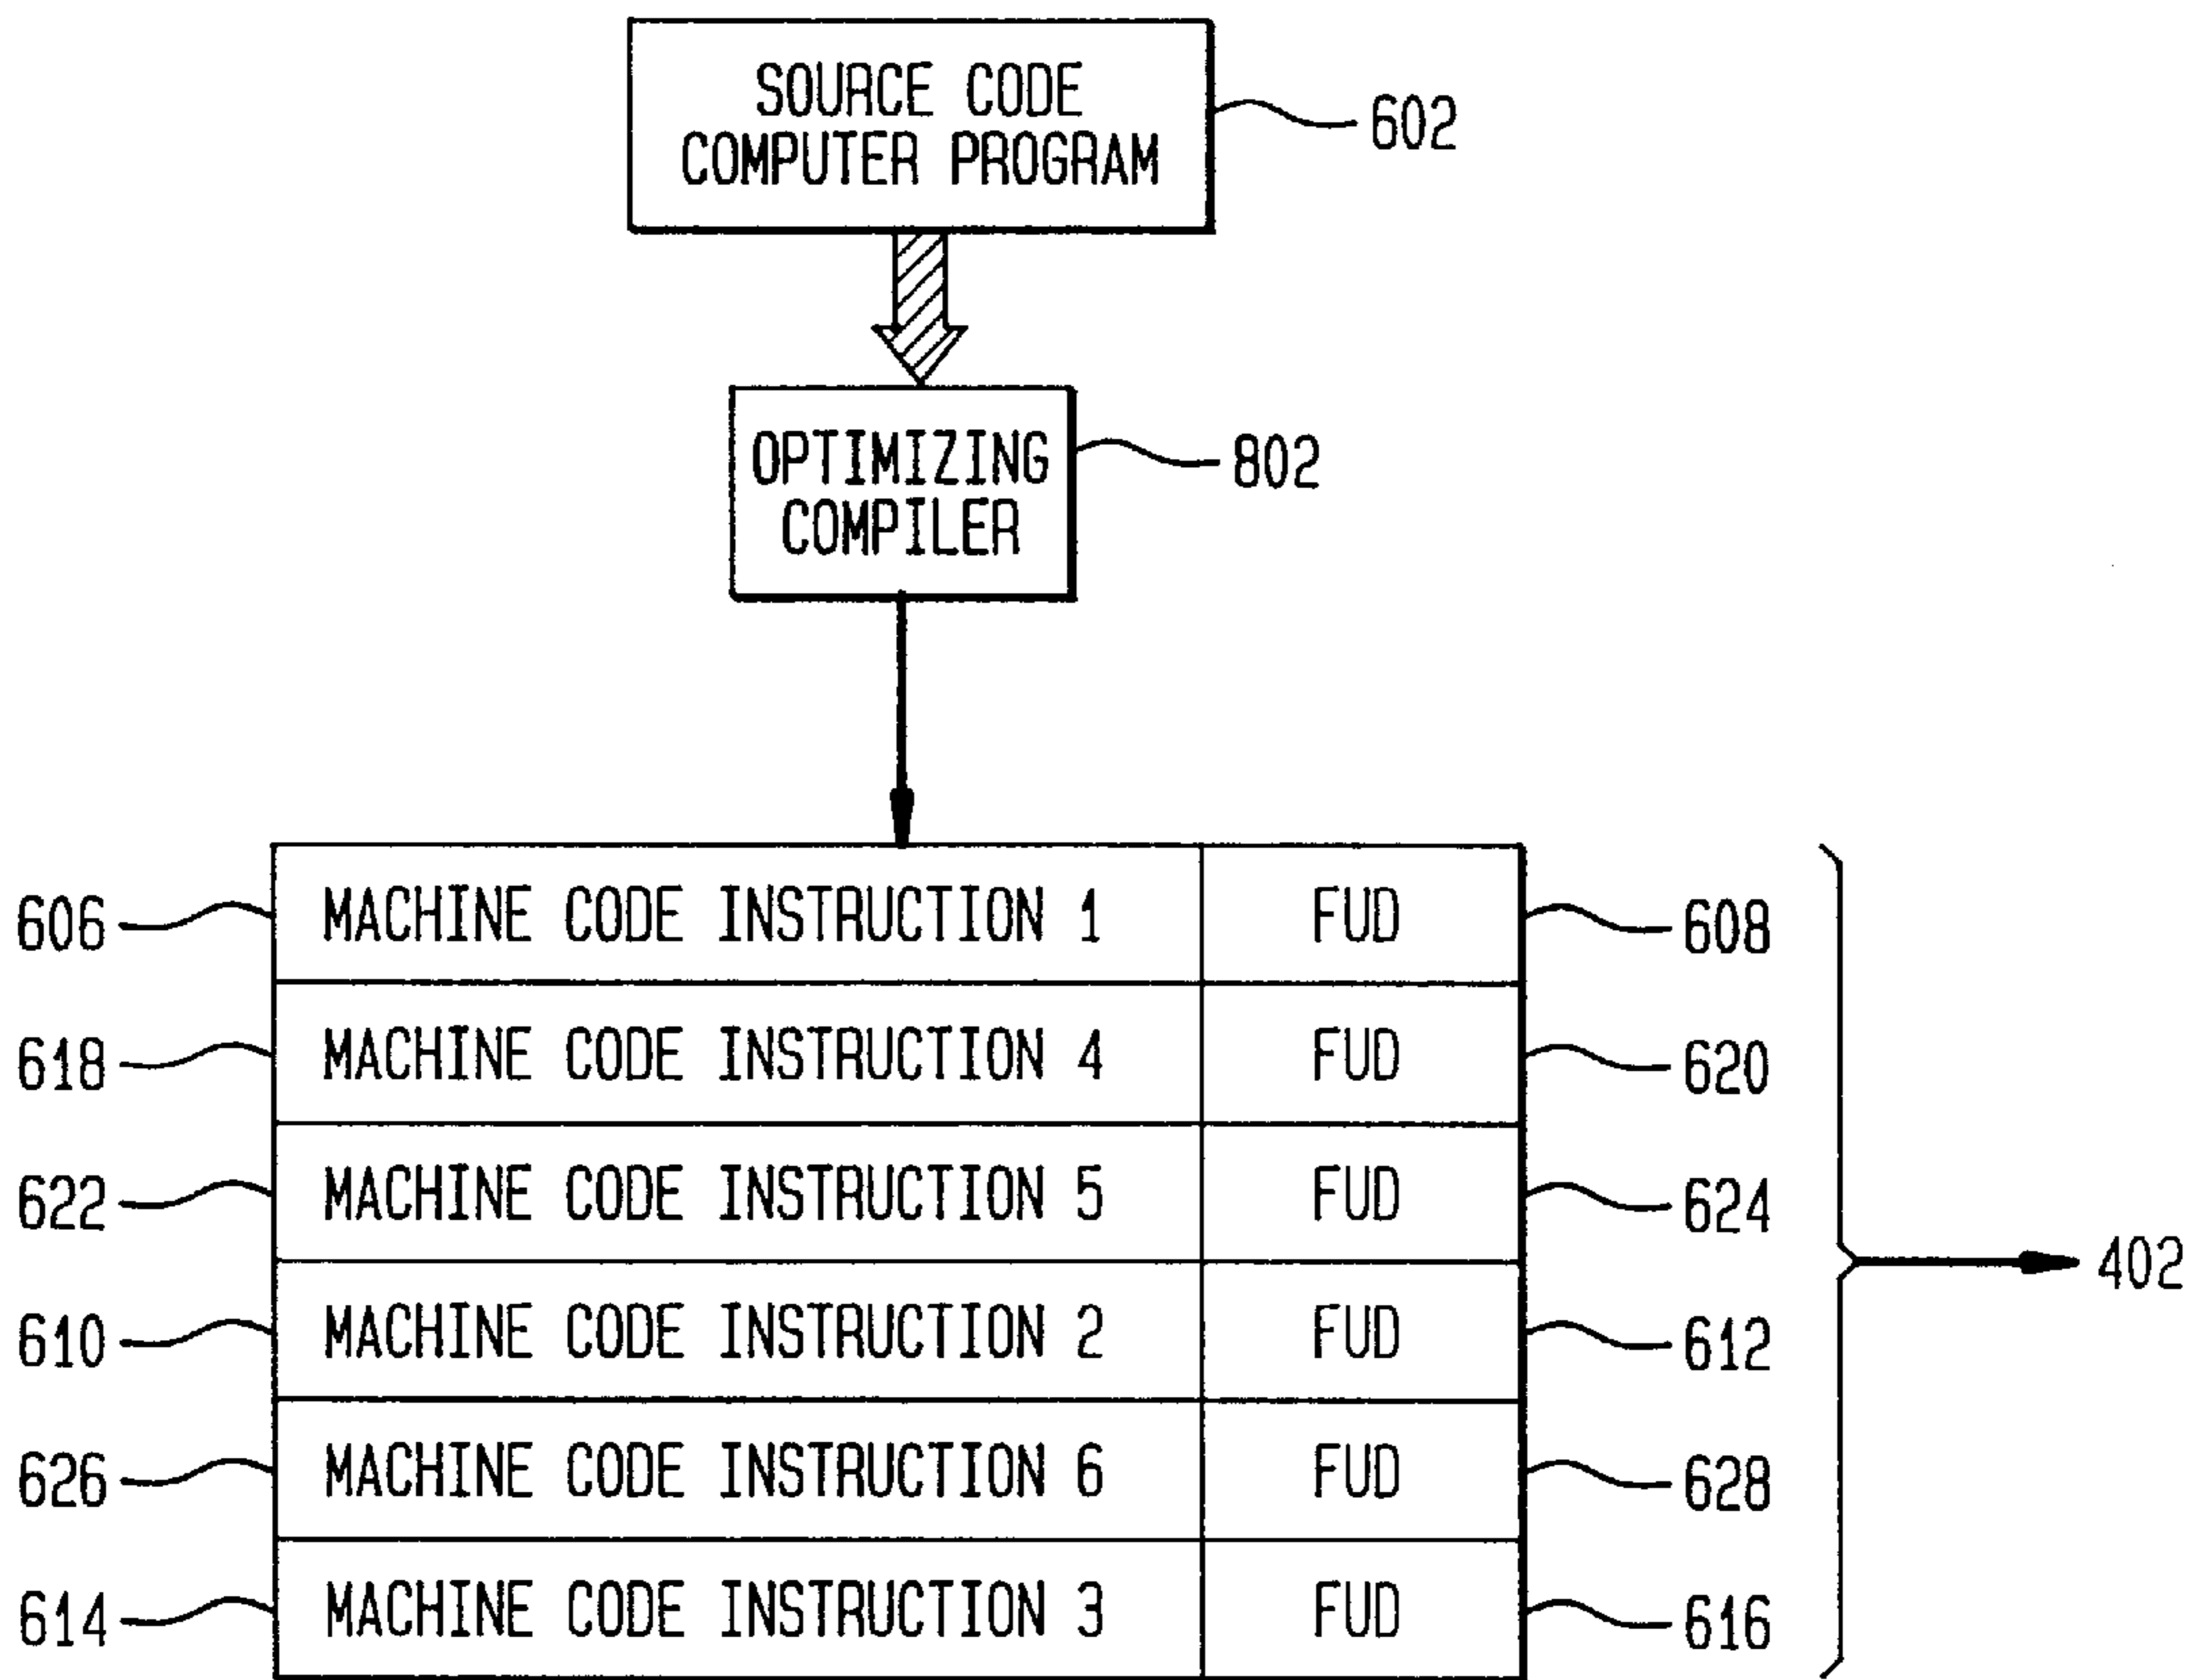 SOURCE CODE
COMPUTER PROGRAM
602
OPTIMIZING
COMPILER
802
606 MACHINE CODE INSTRUCTION 1 FUD 608
618 MACHINE CODE INSTRUCTION 4 FUD 620
622 MACHINE CODE INSTRUCTION 5 FUD 624
402
610 MACHINE CODE INSTRUCTION 2 FUD 612
626 MACHINE CODE INSTRUCTION 6 FUD 628
614 MACHINE CODE INSTRUCTION 3 FUD 616